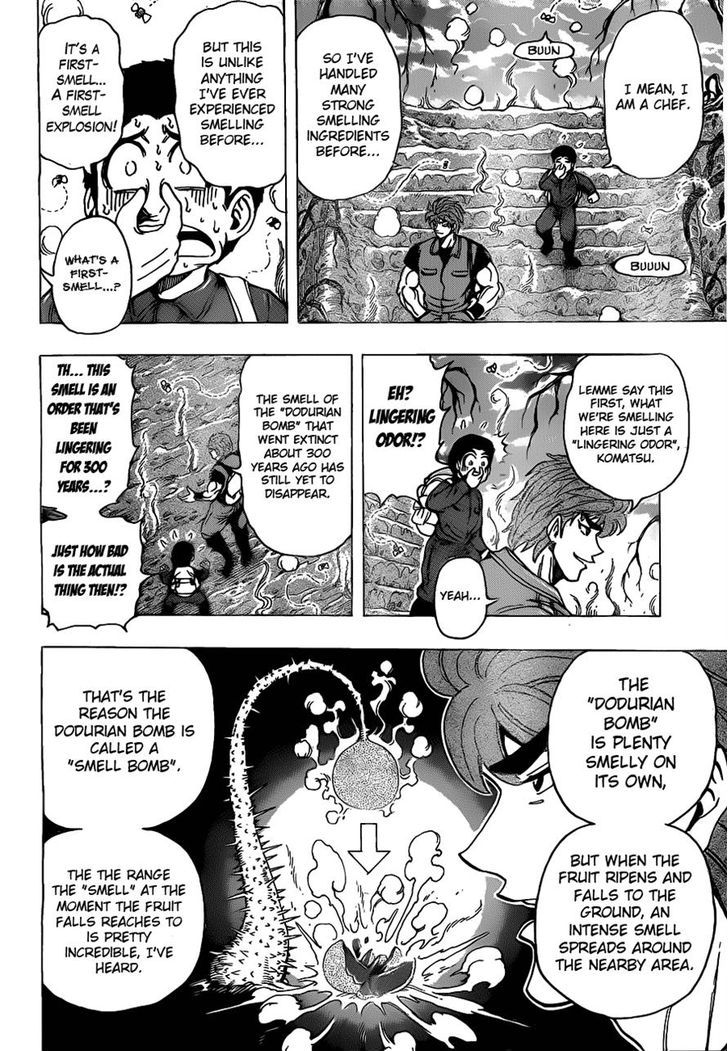 I MEAN, I
AM A CHEF.
BUUN
BUUUN
SO I'VE
HANDLED
MANY
STRONG
SMELLING
INGREDIENTS
BEFORE...
BUT THIS
IS UNLIKE
ANYTHING
I'VE EVER
EXPERIENCED
SMELLING
BEFORE...
IT'S A
FIRST-
SMELL...
A FIRST-
SMELL
EXPLOSION!
WHAT'S A
FIRST-
SMELL...?
LEMME SAY THIS
FIRST, WHAT
WE'RE SMELLING
HERE IS JUST A
"LINGERING ODOR",
KOMATSU.
EH?
LINGERING
ODOR!?
YEAH...
THE SMELL OF
THE "DODURIAN
BOMB" THAT
WENT EXTINCT
ABOUT 300
YEARS AGO HAS
STILL YET TO
DISAPPEAR.
TH... THIS
SMELL IS AN
ORDER THAT'S
BEEN
LINGERING
FOR 300
YEARS...?
JUST HOW BAD
IS THE ACTUAL
THING THEN!?
THE
"DODURIAN
BOMB"
IS PLENTY
SMELLY ON
ITS OWN,
BUT WHEN THE
FRUIT RIPENS AND
FALLS TO THE
GROUND, AN
INTENSE SMELL
SPREADS AROUND
THE NEARBY AREA.
THAT'S THE
REASON THE
DODURIAN BOMB IS
CALLED A
"SMELL BOMB".
THE THE RANGE
THE "SMELL" AT THE
MOMENT THE FRUIT
FALLS REACHES TO
IS PRETTY
INCREDIBLE, I'VE
HEARD.